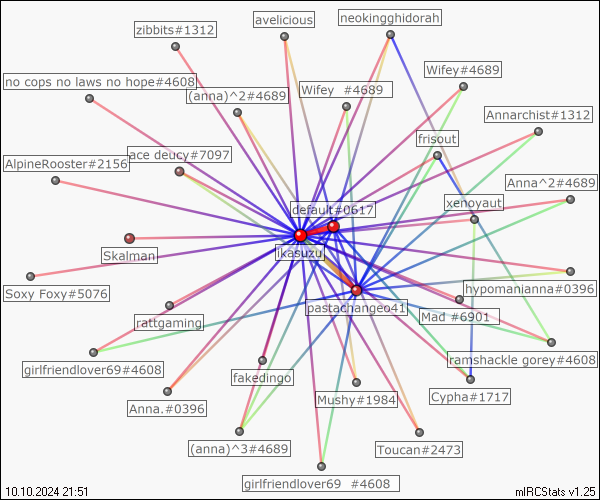 avelicious
neokingghidorah
zibbits#1312
Wifey#4689
no cops no laws no hope#4608
(anna)^2#4689
Wifey  #4689
Annarchist#1312
frisout
AlpineRooster#2156
ace deucy#7097
Anna^2#4689
xenoyaut
default#0617
ikasuzu
Skalman
hypomanianna#0396
Soxy Foxy#5076
pastachangeo41
Mad #6901
rattgaming
ramshackle gorey#4608
girlfriendlover69#4608
fakedingo
Cypha#1717
Mushy#1984
Anna.#0396
(anna)^3#4689
Toucan#2473
girlfriendlover69  #4608
10.10.2024 21:51
mIRCStats v1.25